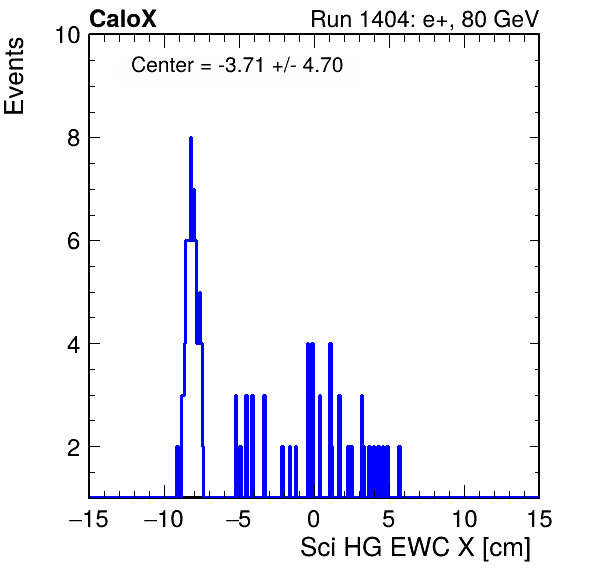 CaloX Run 1404: e+, 80 GeV
Center = -3.71 +/- 4.70
Events
10
8
6
4
2
−15 −10 −5 0 5 10 15
Sci HG EWC X [cm]